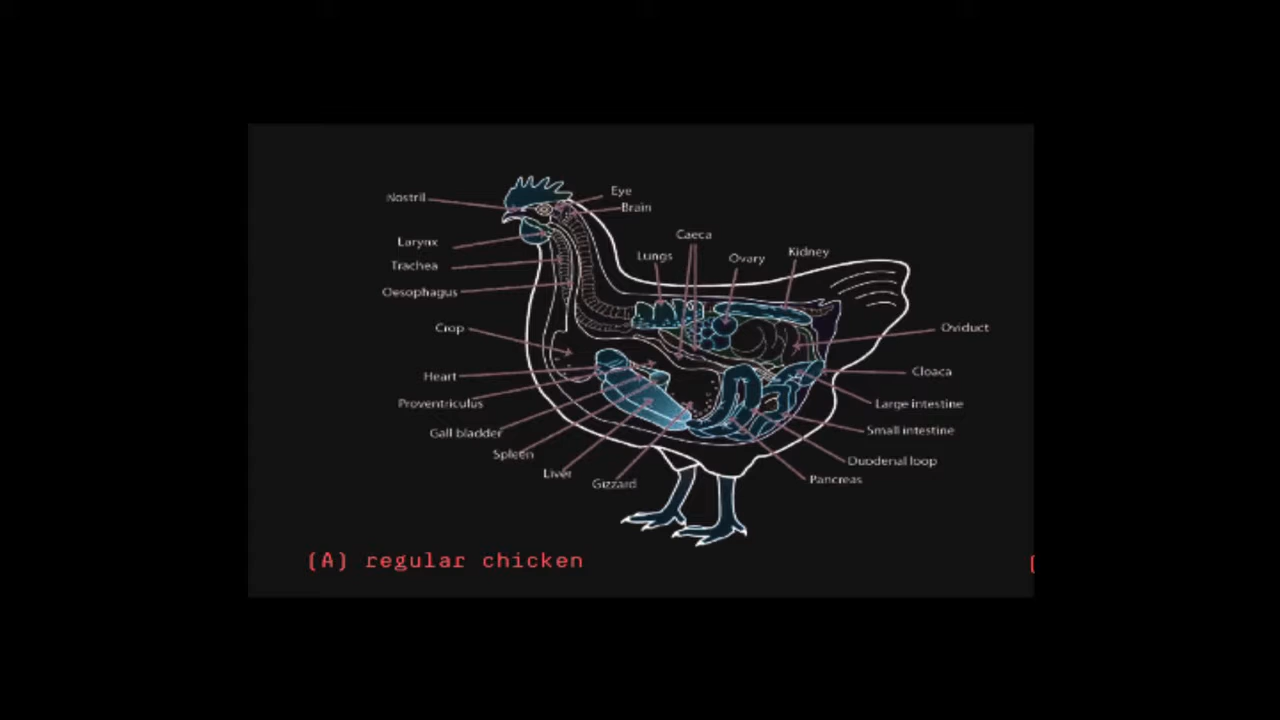 Nostril
Eye
Brain
Larynx
Caeca
Trachea
Lungs
Ovary
Kidney
Oesophagus
Crop
Oviduct
Heart
Cloaca
Proventriculus
Large intestine
Gall bladder
Small intestine
Spleen
Duodenal loop
Liver
Gizzard
Pancreas
(A) regular chicken
(